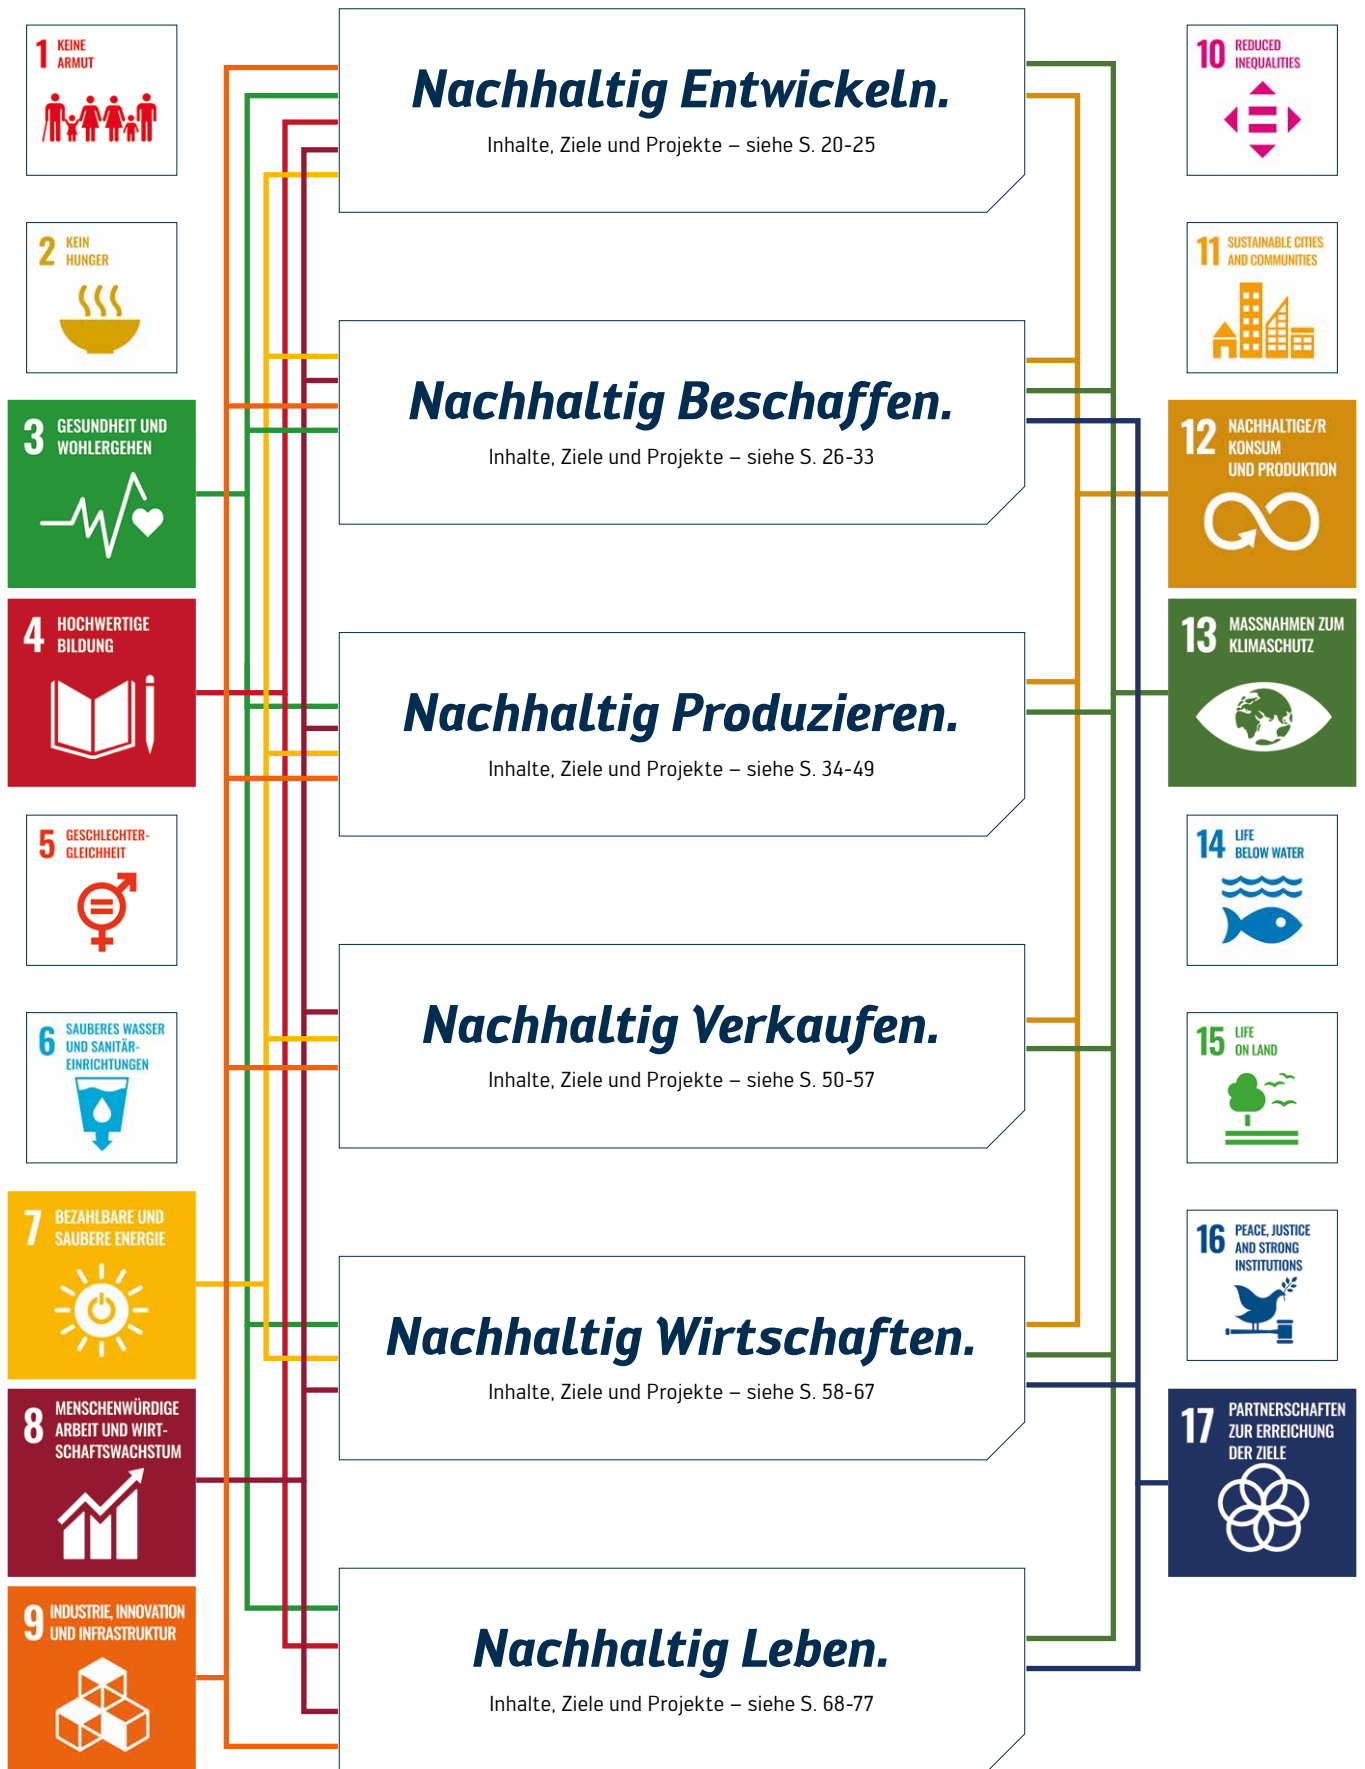 1 KEINE
ARMUT
2 KEIN
HUNGER
3 GESUNDHEIT UND
WOHLERGEHEN
4 HOCHWERTIGE
BILDUNG
5 GESCHLECHTER-
GLEICHHEIT
6 SAUBERES WASSER
UND SANITÄR-
EINRICHTUNGEN
7 BEZAHLBARE UND
SAUBERE ENERGIE
8 MENSCHENWÜRDIGE
ARBEIT UND WIRT-
SCHAFTSWACHSTUM
9 INDUSTRIE, INNOVATION
UND INFRASTRUKTUR
Nachhaltig Entwickeln.
Inhalte, Ziele und Projekte – siehe S. 20-25
Nachhaltig Beschaffen.
Inhalte, Ziele und Projekte – siehe S. 26-33
Nachhaltig Produzieren.
Inhalte, Ziele und Projekte – siehe S. 34-49
Nachhaltig Verkaufen.
Inhalte, Ziele und Projekte – siehe S. 50-57
Nachhaltig Wirtschaften.
Inhalte, Ziele und Projekte – siehe S. 58-67
Nachhaltig Leben.
Inhalte, Ziele und Projekte – siehe S. 68-77
10 REDUCED
INEQUALITIES
11 SUSTAINABLE CITIES
AND COMMUNITIES
12 NACHHALTIGE/R
KONSUM
UND PRODUKTION
13 MASSNAHMEN ZUM
KLIMASCHUTZ
14 LIFE
BELOW WATER
15 LIFE
ON LAND
16 PEACE, JUSTICE
AND STRONG
INSTITUTIONS
17 PARTNERSCHAFTEN
ZUR ERREICHUNG
DER ZIELE